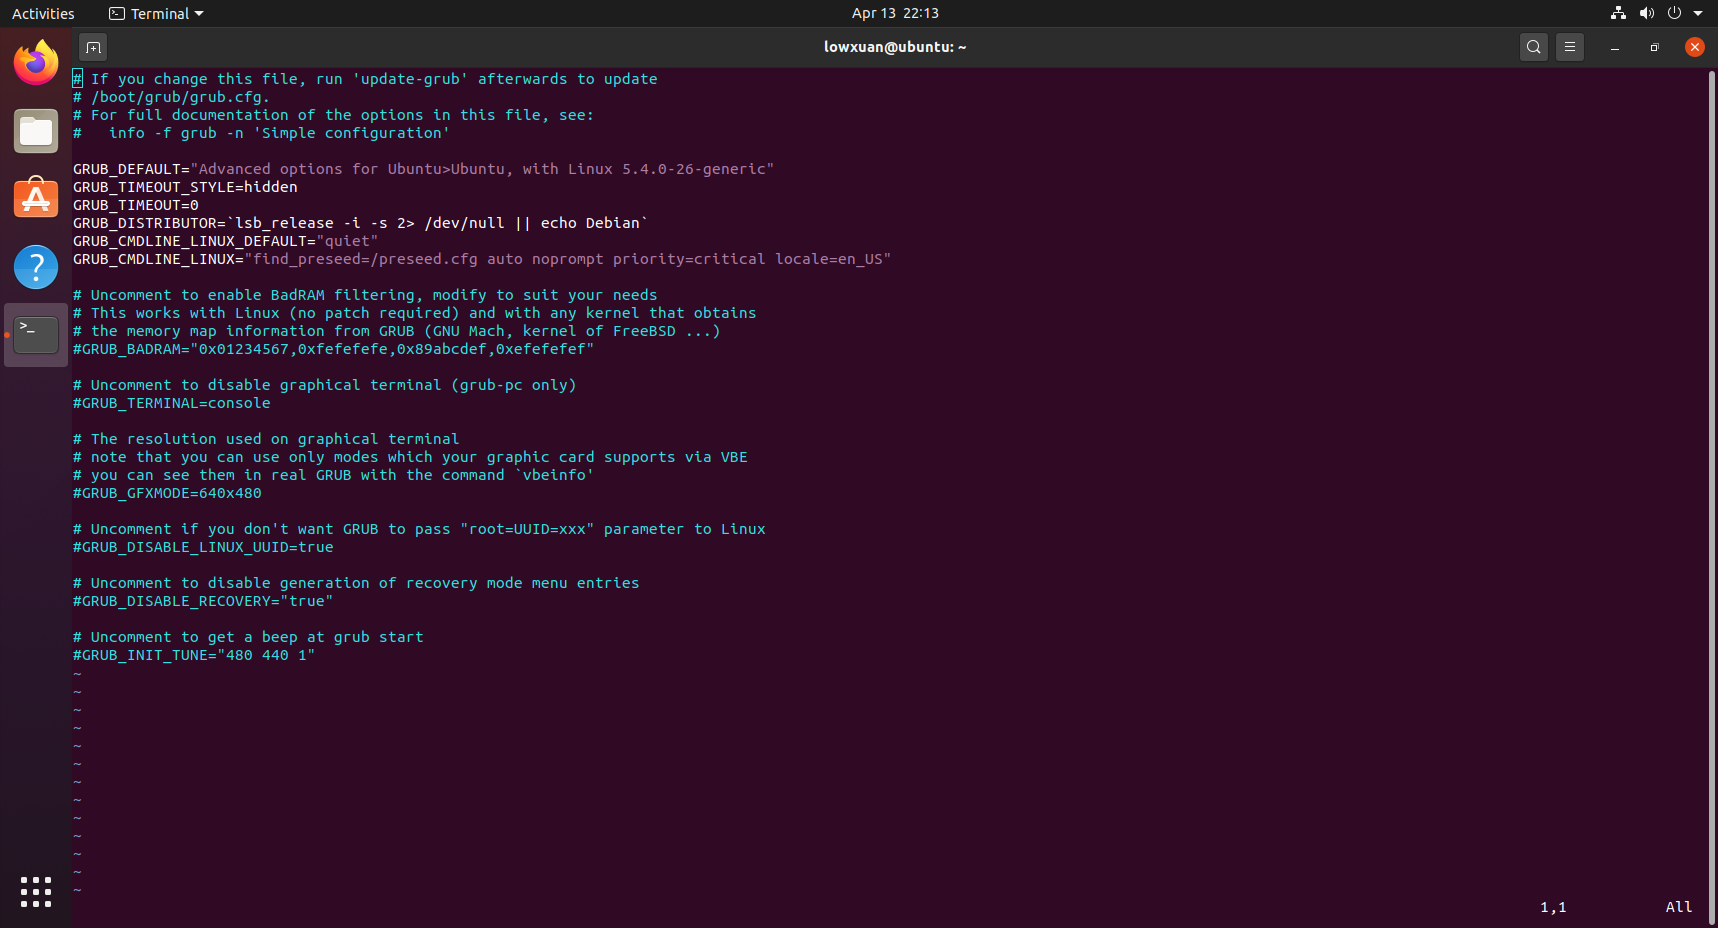 Activities Terminal Apr 13 22:13
lowxuan@ubuntu: ~
# If you change this file, run 'update-grub' afterwards to update
# /boot/grub/grub.cfg.
# For full documentation of the options in this file, see:
#   info -f grub -n 'Simple configuration'
GRUB_DEFAULT="Advanced options for Ubuntu>Ubuntu, with Linux 5.4.0-26-generic"
GRUB_TIMEOUT_STYLE=hidden
GRUB_TIMEOUT=0
GRUB_DISTRIBUTOR=`lsb_release -i -s 2> /dev/null || echo Debian`
GRUB_CMDLINE_LINUX_DEFAULT="quiet"
GRUB_CMDLINE_LINUX="find_preseed=/preseed.cfg auto noprompt priority=critical locale=en_US"
# Uncomment to enable BadRAM filtering, modify to suit your needs
# This works with Linux (no patch required) and with any kernel that obtains
# the memory map information from GRUB (GNU Mach, kernel of FreeBSD ...)
#GRUB_BADRAM="0x01234567,0xfefefefe,0x89abcdef,0xefefefef"
# Uncomment to disable graphical terminal (grub-pc only)
#GRUB_TERMINAL=console
# The resolution used on graphical terminal
# note that you can use only modes which your graphic card supports via VBE
# you can see them in real GRUB with the command `vbeinfo'
#GRUB_GFXMODE=640x480
# Uncomment if you don't want GRUB to pass "root=UUID=xxx" parameter to Linux
#GRUB_DISABLE_LINUX_UUID=true
# Uncomment to disable generation of recovery mode menu entries
#GRUB_DISABLE_RECOVERY="true"
# Uncomment to get a beep at grub start
#GRUB_INIT_TUNE="480 440 1"
~
~
~
~
~
~
~
~
~
~
~
~
~
1,1 All